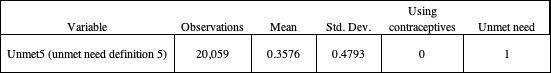 Variable Observations Mean Std. Dev. Using contraceptives Unmet need
Unmet5 (unmet need definition 5) 20,059 0.3576 0.4793 0 1